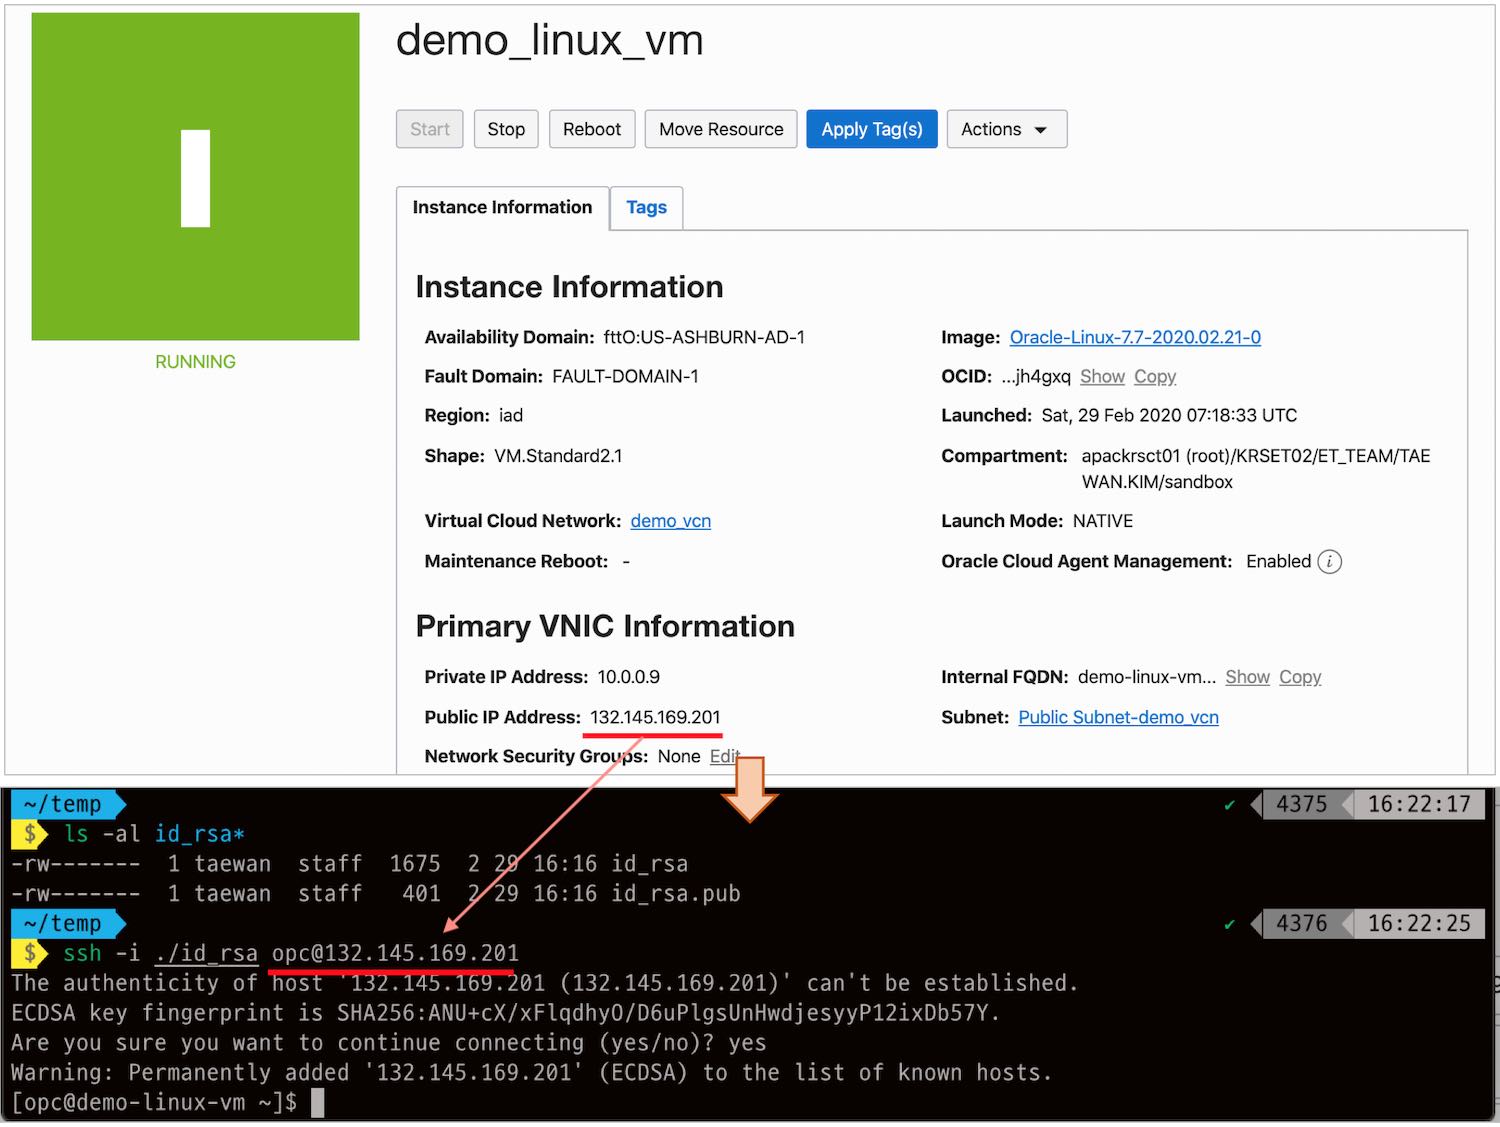 demo_linux_vm
Start Stop Reboot Move Resource Apply Tag(s) Actions
Instance Information Tags
RUNNING
Instance Information
Availability Domain: fttO:US-ASHBURN-AD-1
Fault Domain: FAULT-DOMAIN-1
Region: iad
Shape: VM.Standard2.1
Virtual Cloud Network: demo_vcn
Maintenance Reboot: -
Image: Oracle-Linux-7.7-2020.02.21-0
OCID: ...jh4gxq Show Copy
Launched: Sat, 29 Feb 2020 07:18:33 UTC
Compartment: apackrsct01 (root)/KRSET02/ET_TEAM/TAE
WAN.KIM/sandbox
Launch Mode: NATIVE
Oracle Cloud Agent Management: Enabled i
Primary VNIC Information
Private IP Address: 10.0.0.9
Public IP Address: 132.145.169.201
Network Security Groups: None Edit
Internal FQDN: demo-linux-vm... Show Copy
Subnet: Public Subnet-demo_vcn
~/temp ✔ 4375 16:22:17
$ ls -al id_rsa*
-rw------- 1 taewan staff 1675 2 29 16:16 id_rsa
-rw------- 1 taewan staff 401 2 29 16:16 id_rsa.pub
~/temp ✔ 4376 16:22:25
$ ssh -i ./id_rsa opc@132.145.169.201
The authenticity of host '132.145.169.201 (132.145.169.201)' can't be established.
ECDSA key fingerprint is SHA256:ANU+cX/xFlqdhyO/D6uPlgsUnHwdjesyyP12ixDb57Y.
Are you sure you want to continue connecting (yes/no)? yes
Warning: Permanently added '132.145.169.201' (ECDSA) to the list of known hosts.
[opc@demo-linux-vm ~]$